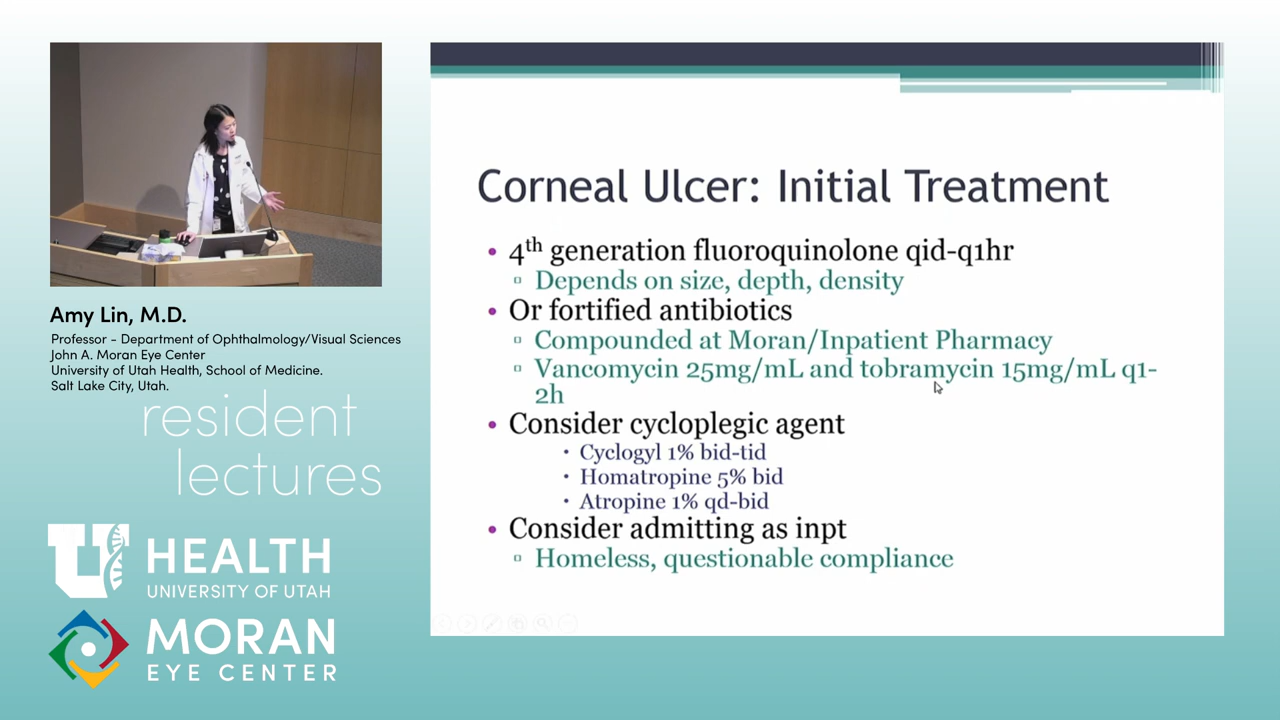 Amy Lin, M.D.
Professor - Department of Ophthalmology/Visual Sciences
John A. Moran Eye Center
University of Utah Health, School of Medicine.
Salt Lake City, Utah.
resident
lectures
U HEALTH
UNIVERSITY OF UTAH
MORAN
EYE CENTER
Corneal Ulcer: Initial Treatment
• 4th generation fluoroquinolone qid-q1hr
▫ Depends on size, depth, density
• Or fortified antibiotics
▫ Compounded at Moran/Inpatient Pharmacy
▫ Vancomycin 25mg/mL and tobramycin 15mg/mL q1-
2h
• Consider cycloplegic agent
• Cyclogyl 1% bid-tid
• Homatropine 5% bid
• Atropine 1% qd-bid
• Consider admitting as inpt
▫ Homeless, questionable compliance